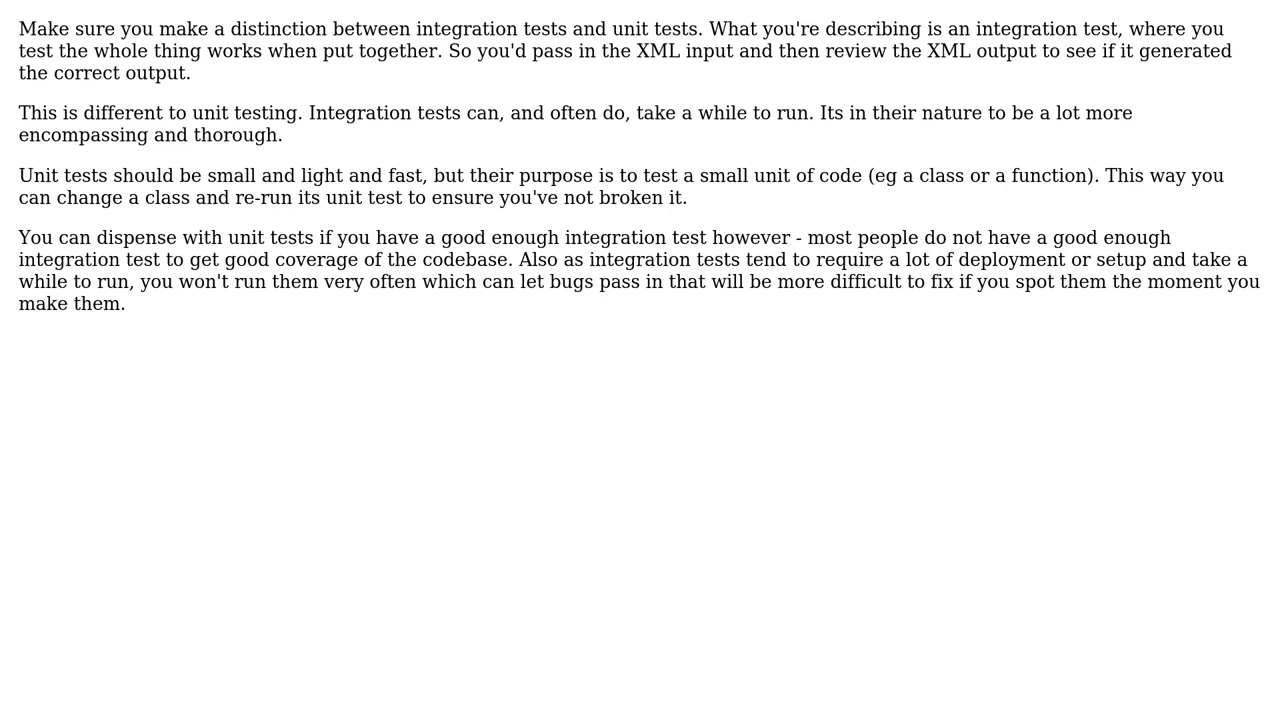 Make sure you make a distinction between integration tests and unit tests. What you're describing is an integration test, where you
test the whole thing works when put together. So you'd pass in the XML input and then review the XML output to see if it generated
the correct output.
This is different to unit testing. Integration tests can, and often do, take a while to run. Its in their nature to be a lot more
encompassing and thorough.
Unit tests should be small and light and fast, but their purpose is to test a small unit of code (eg a class or a function). This way you
can change a class and re-run its unit test to ensure you've not broken it.
You can dispense with unit tests if you have a good enough integration test however - most people do not have a good enough
integration test to get good coverage of the codebase. Also as integration tests tend to require a lot of deployment or setup and take a
while to run, you won't run them very often which can let bugs pass in that will be more difficult to fix if you spot them the moment you
make them.